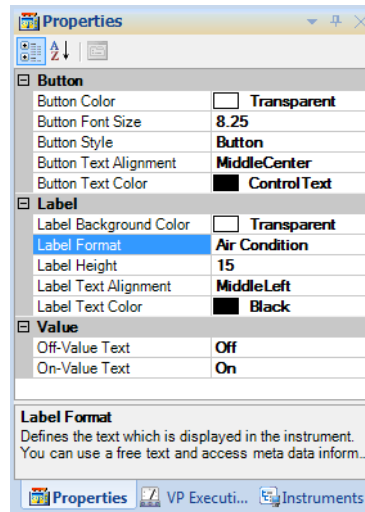 Properties
Button
Button Color Transparent
Button Font Size 8.25
Button Style Button
Button Text Alignment MiddleCenter
Button Text Color ControlText
Label
Label Background Color Transparent
Label Format Air Condition
Label Height 15
Label Text Alignment MiddleLeft
Label Text Color Black
Value
Off-Value Text Off
On-Value Text On
Label Format
Defines the text which is displayed in the instrument.
You can use a free text and access meta data inform...
Properties VP Executi... Instruments